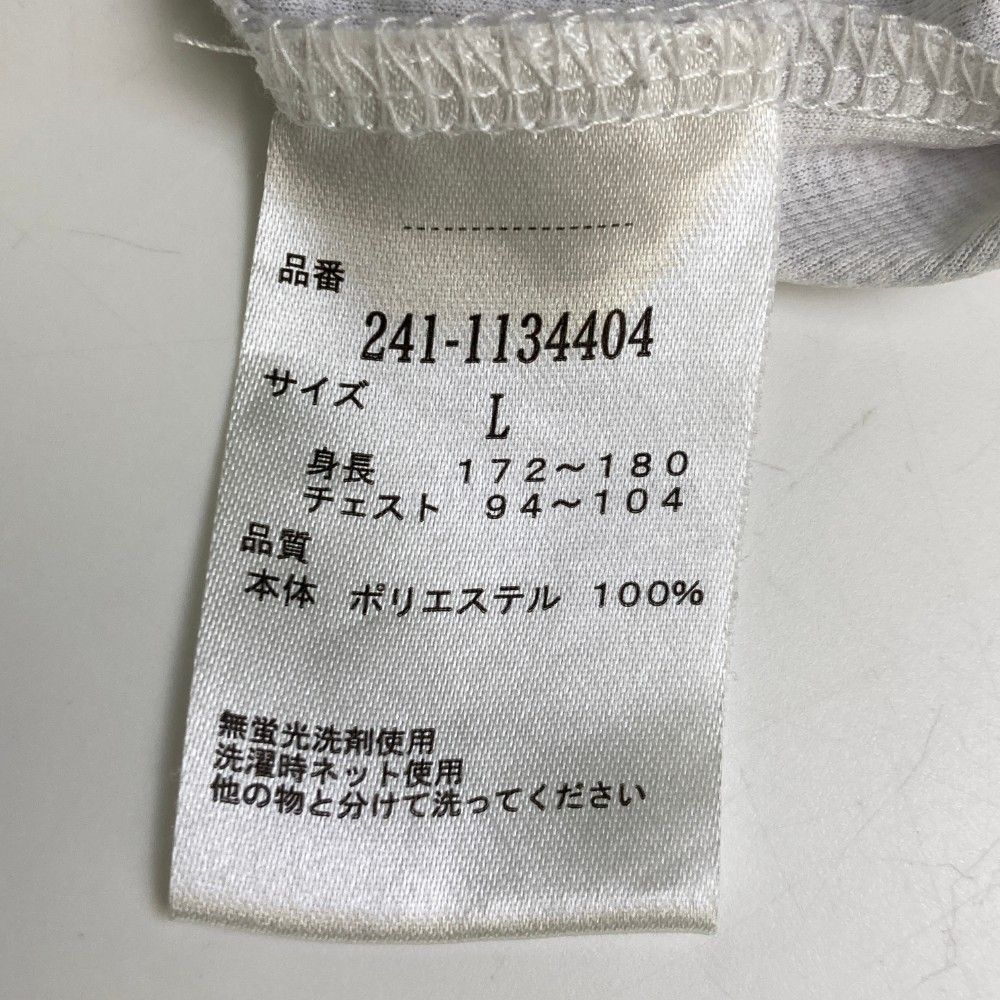 品番
241-1134404
サイズ
L
身長 172〜180
チェスト 94〜104
品質
本体 ポリエステル 100%
無蛍光洗剤使用
洗濯時ネット使用
他の物と分けて洗ってください